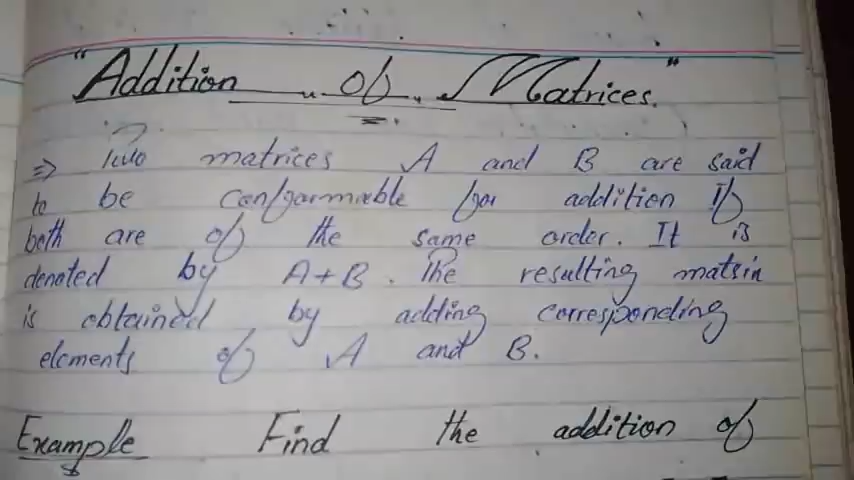 "Addition of Matrices."
⇒ Two matrices A and B are said
to be confarmable for addition If
both are of the same order. It is
denoted by A+B. The resulting matrix
is obtained by adding corresponding
elements of A and B.
Example Find the addition of